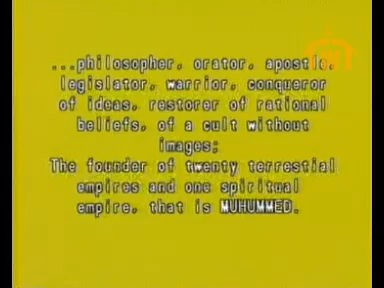 ...philosopher, orator, apostle,
legislator, warrior, conqueror
of ideas, restorer of rational
beliefs, of a cult without
images;
The founder of twenty terrestial
empires and one spiritual
empire, that is MUHUMMED.